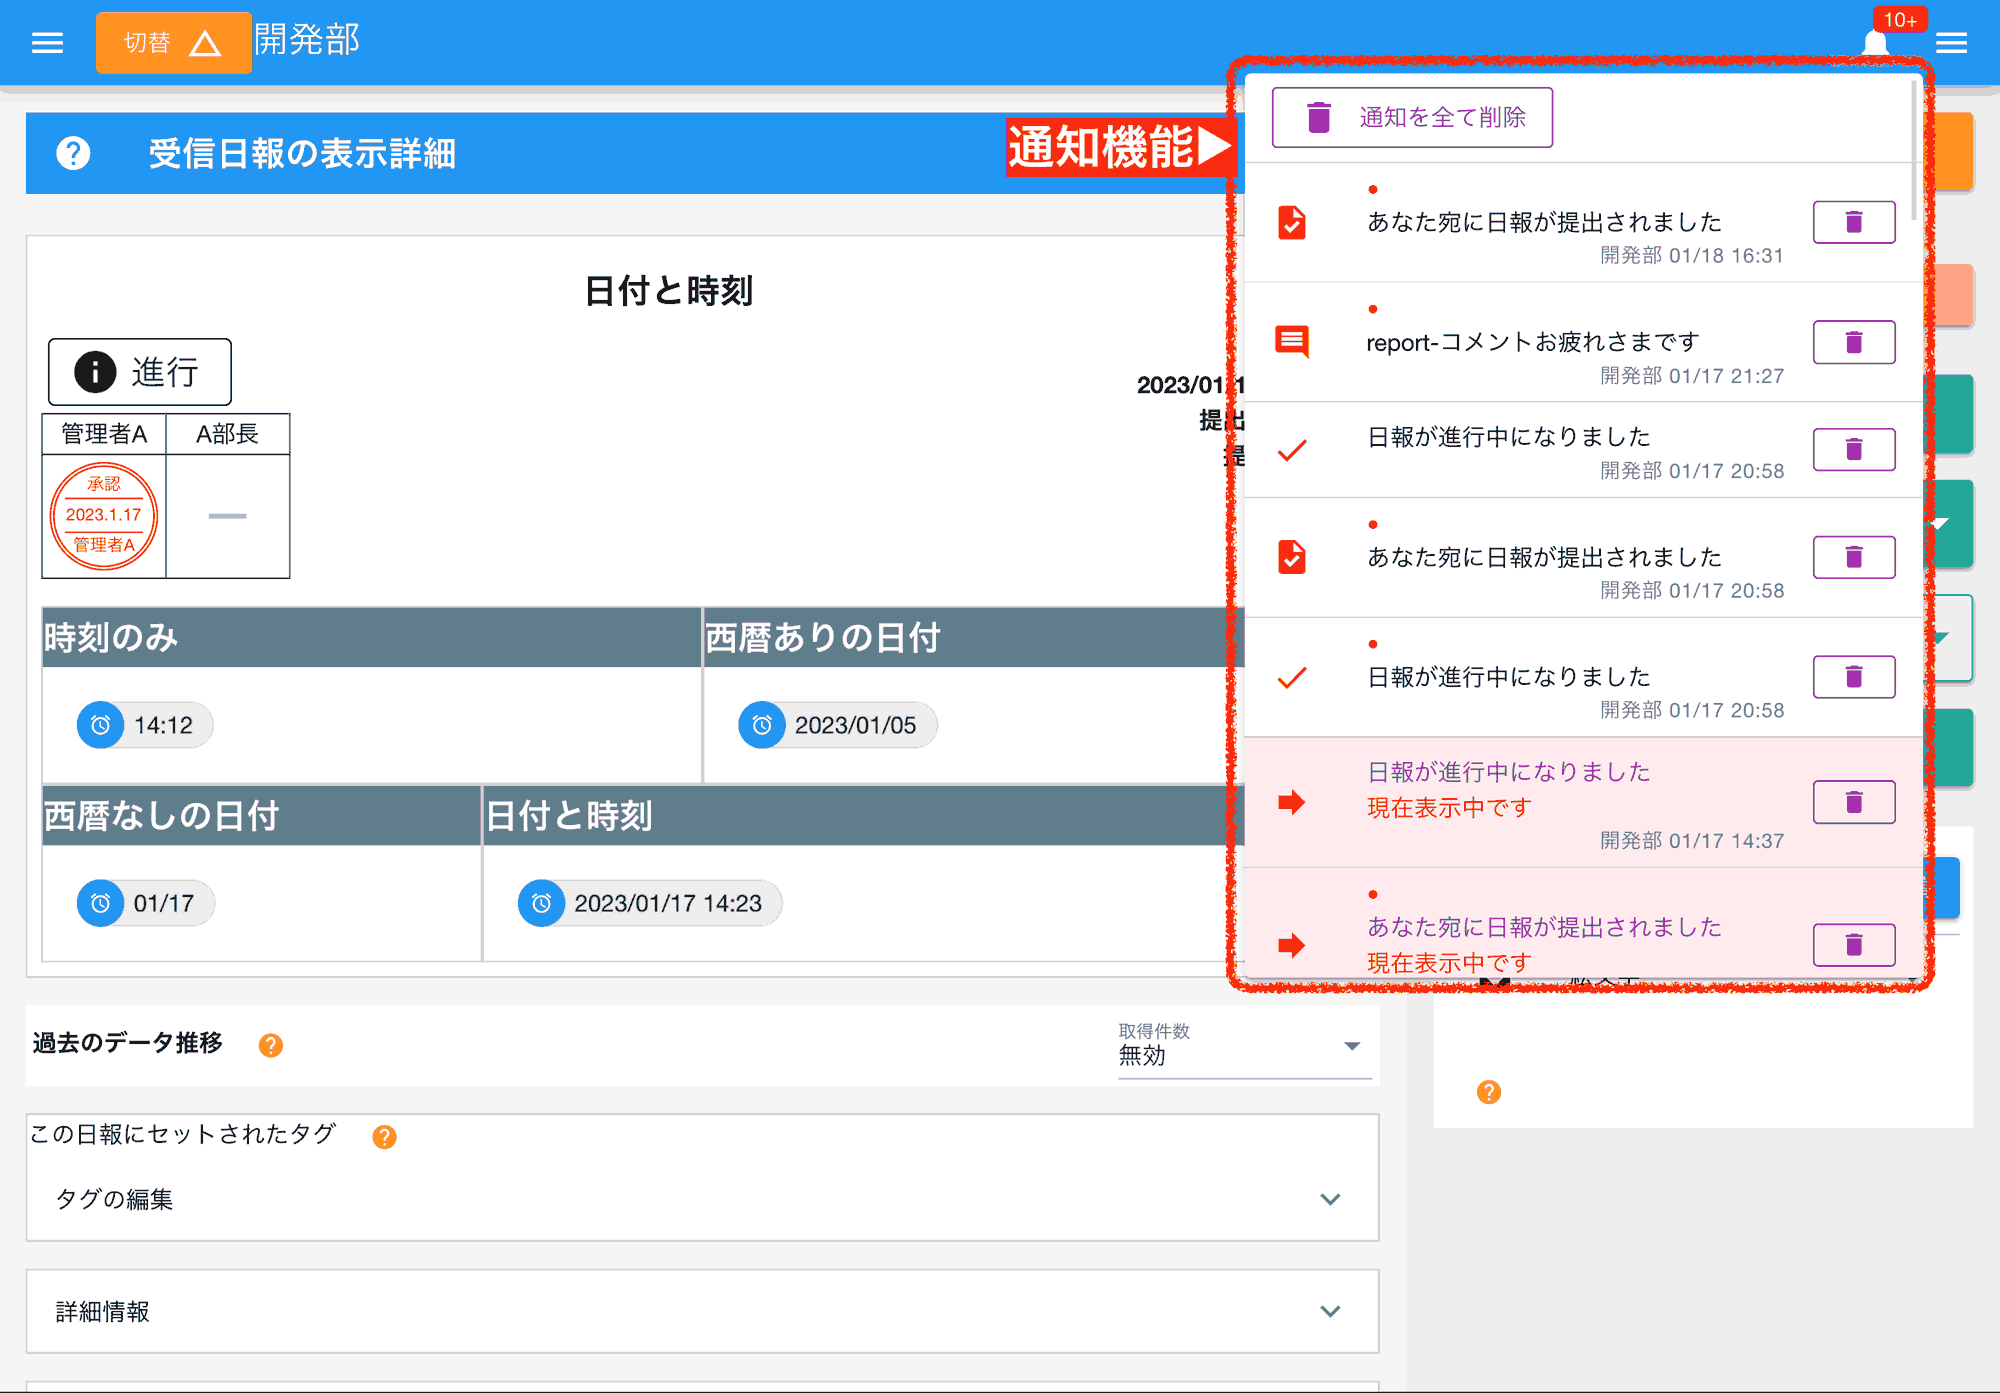 切替
開発部
10+
受信日報の表示詳細
通知機能▶
通知を全て削除
あなた宛に日報が提出されました
開発部 01/18 16:31
report-コメントお疲れさまです
開発部 01/17 21:27
日報が進行中になりました
開発部 01/17 20:58
あなた宛に日報が提出されました
開発部 01/17 20:58
日報が進行中になりました
開発部 01/17 20:58
日報が進行中になりました
現在表示中です
開発部 01/17 14:37
あなた宛に日報が提出されました
現在表示中です
日付と時刻
進行
2023/01/1
提出
管理者A
A部長
承認
2023.1.17
管理者A
時刻のみ
西暦ありの日付
14:12
2023/01/05
西暦なしの日付
日付と時刻
01/17
2023/01/17 14:23
過去のデータ推移
取得件数
無効
この日報にセットされたタグ
タグの編集
詳細情報